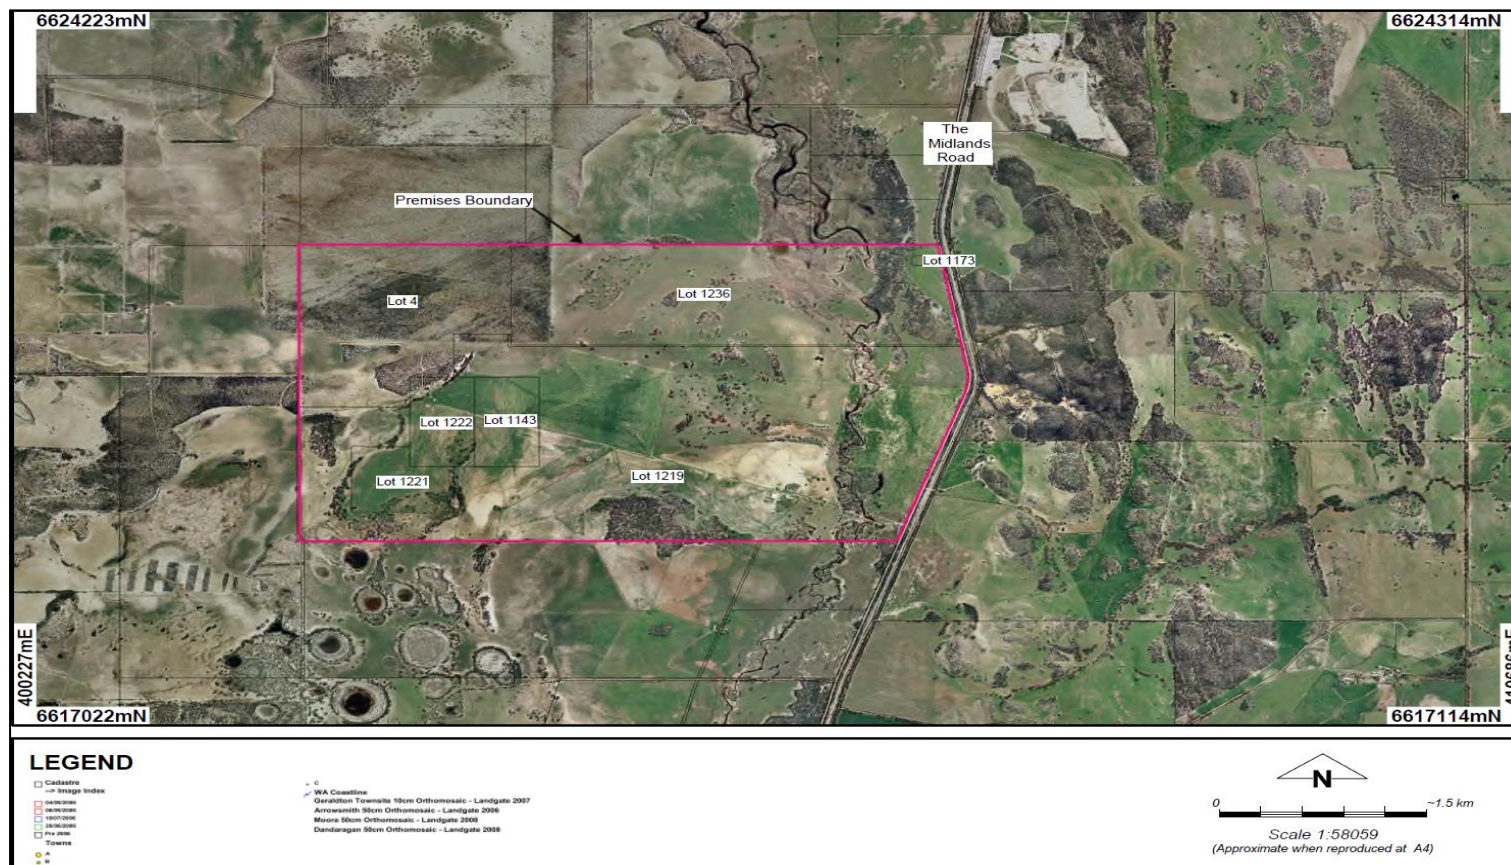 6624223mN
6624314mN
The
Midlands
Road
Premises Boundary
Lot 1173
Lot 4
Lot 1236
Lot 1222
Lot 1143
Lot 1221
Lot 1219
400227mE
6617022mN
6617114mN
LEGEND
Cadastre
Image Index
Pre 2006
Towns
A
B
C
WA Coastline
Geraldton Townsite 10cm Orthomosaic - Landgate 2007
Arrowsmith 50cm Orthomosaic - Landgate 2006
Moora 50cm Orthomosaic - Landgate 2008
Dandaragan 50cm Orthomosaic - Landgate 2008
N
0
~1.5 km
Scale 1:58059
(Approximate when reproduced at A4)